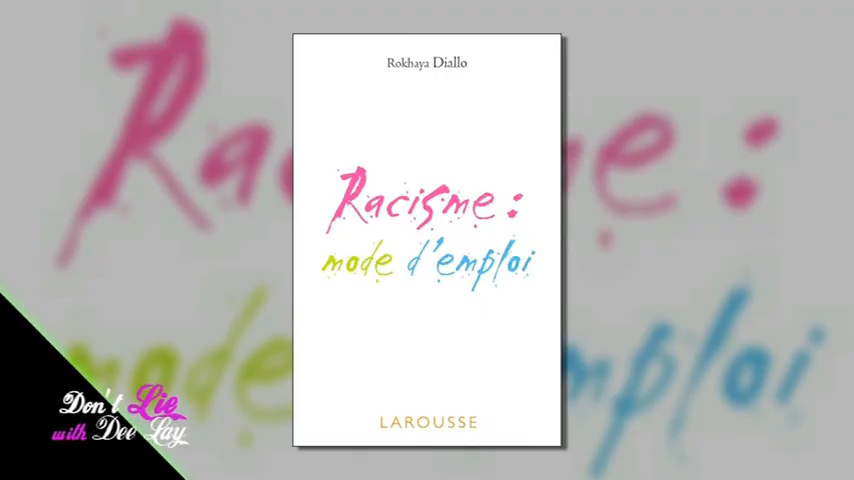 Rokhaya Diallo
Racisme :
mode d'emploi
LAROUSSE
Don't Lie
with Dee Lay